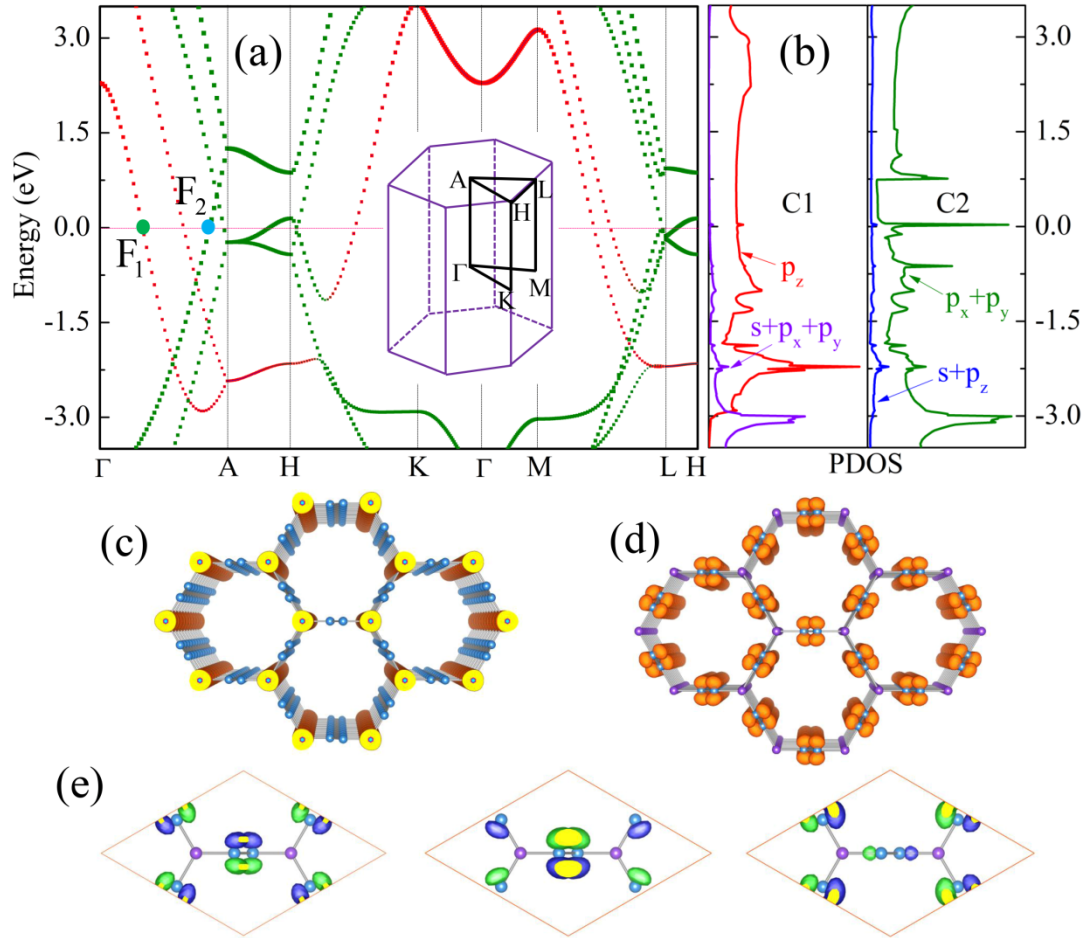 (a)
(b)
Energy (eV)
3.0
1.5
0.0
-1.5
-3.0
F1
F2
A
L
H
Γ
M
K
Γ A H K Γ M L H
C1
C2
pz
px+py
s+px+py
s+pz
3.0
1.5
0.0
-1.5
-3.0
PDOS
(c)
(d)
(e)